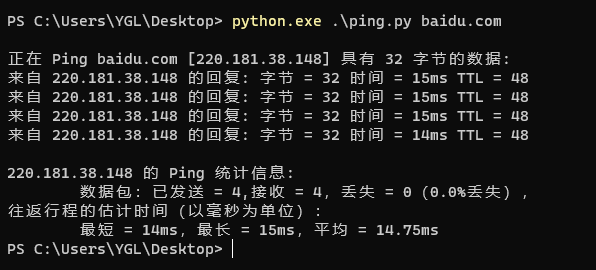 PS C:\Users\YGL\Desktop> python.exe .\ping.py baidu.com
正在 Ping baidu.com [220.181.38.148] 具有 32 字节的数据:
来自 220.181.38.148 的回复: 字节 = 32 时间 = 15ms TTL = 48
来自 220.181.38.148 的回复: 字节 = 32 时间 = 15ms TTL = 48
来自 220.181.38.148 的回复: 字节 = 32 时间 = 15ms TTL = 48
来自 220.181.38.148 的回复: 字节 = 32 时间 = 14ms TTL = 48
220.181.38.148 的 Ping 统计信息:
数据包: 已发送 = 4,接收 = 4, 丢失 = 0 (0.0%丢失) ,
往返行程的估计时间 (以毫秒为单位) :
最短 = 14ms, 最长 = 15ms, 平均 = 14.75ms
PS C:\Users\YGL\Desktop>